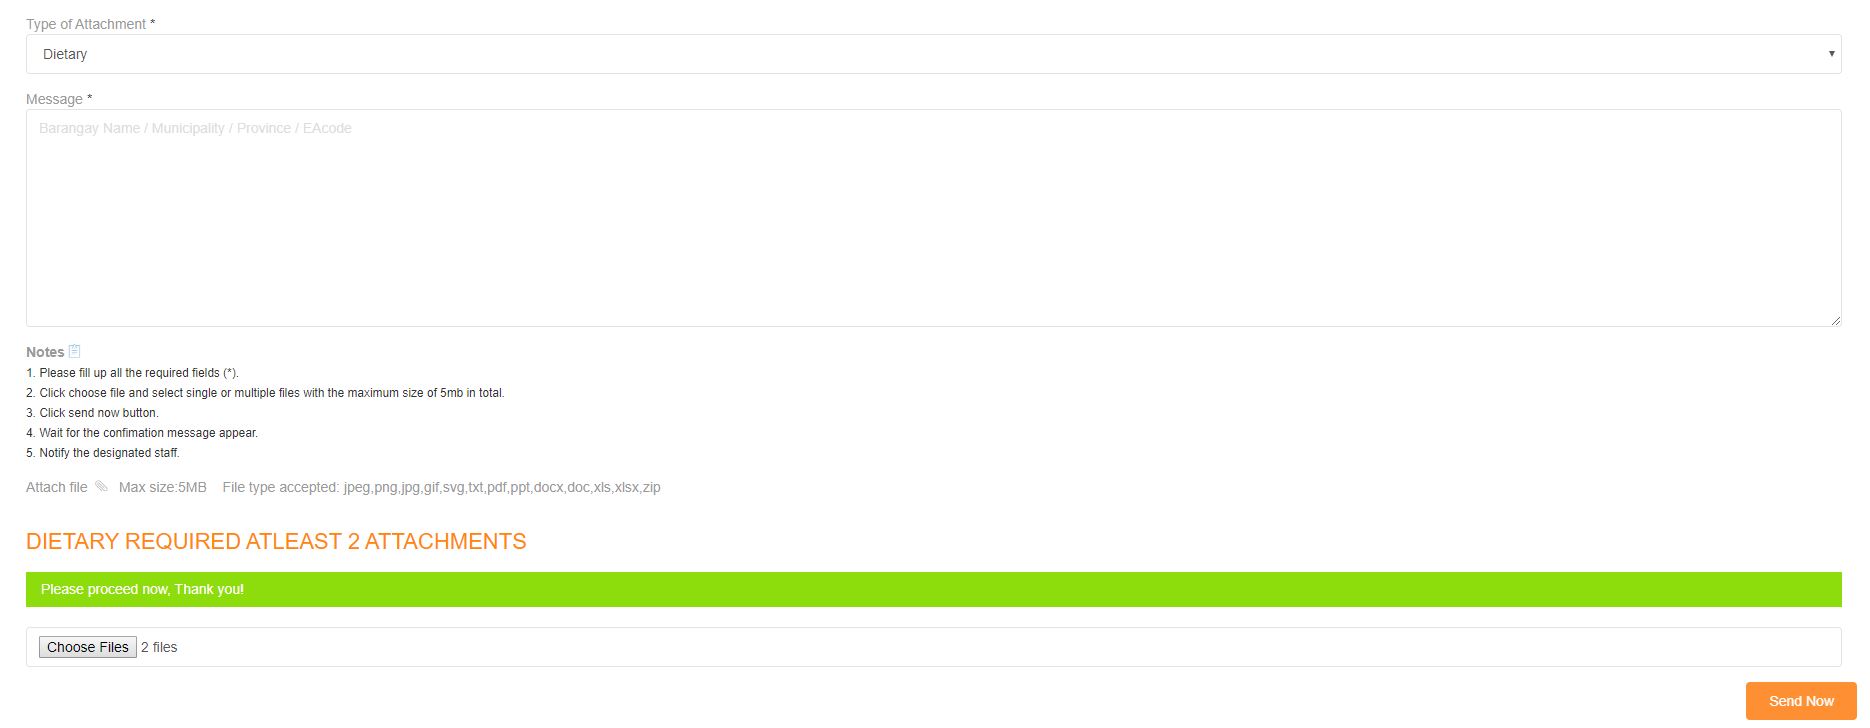 Type of Attachment *
Dietary
Message *
Barangay Name / Municipality / Province / EAcode
Notes
1. Please fill up all the required fields (*).
2. Click choose file and select single or multiple files with the maximum size of 5mb in total.
3. Click send now button.
4. Wait for the confimation message appear.
5. Notify the designated staff.
Attach file Max size:5MB File type accepted: jpeg,png,jpg,gif,svg,txt,pdf,ppt,docx,doc,xls,xlsx,zip
DIETARY REQUIRED ATLEAST 2 ATTACHMENTS
Please proceed now, Thank you!
Choose Files 2 files
Send Now